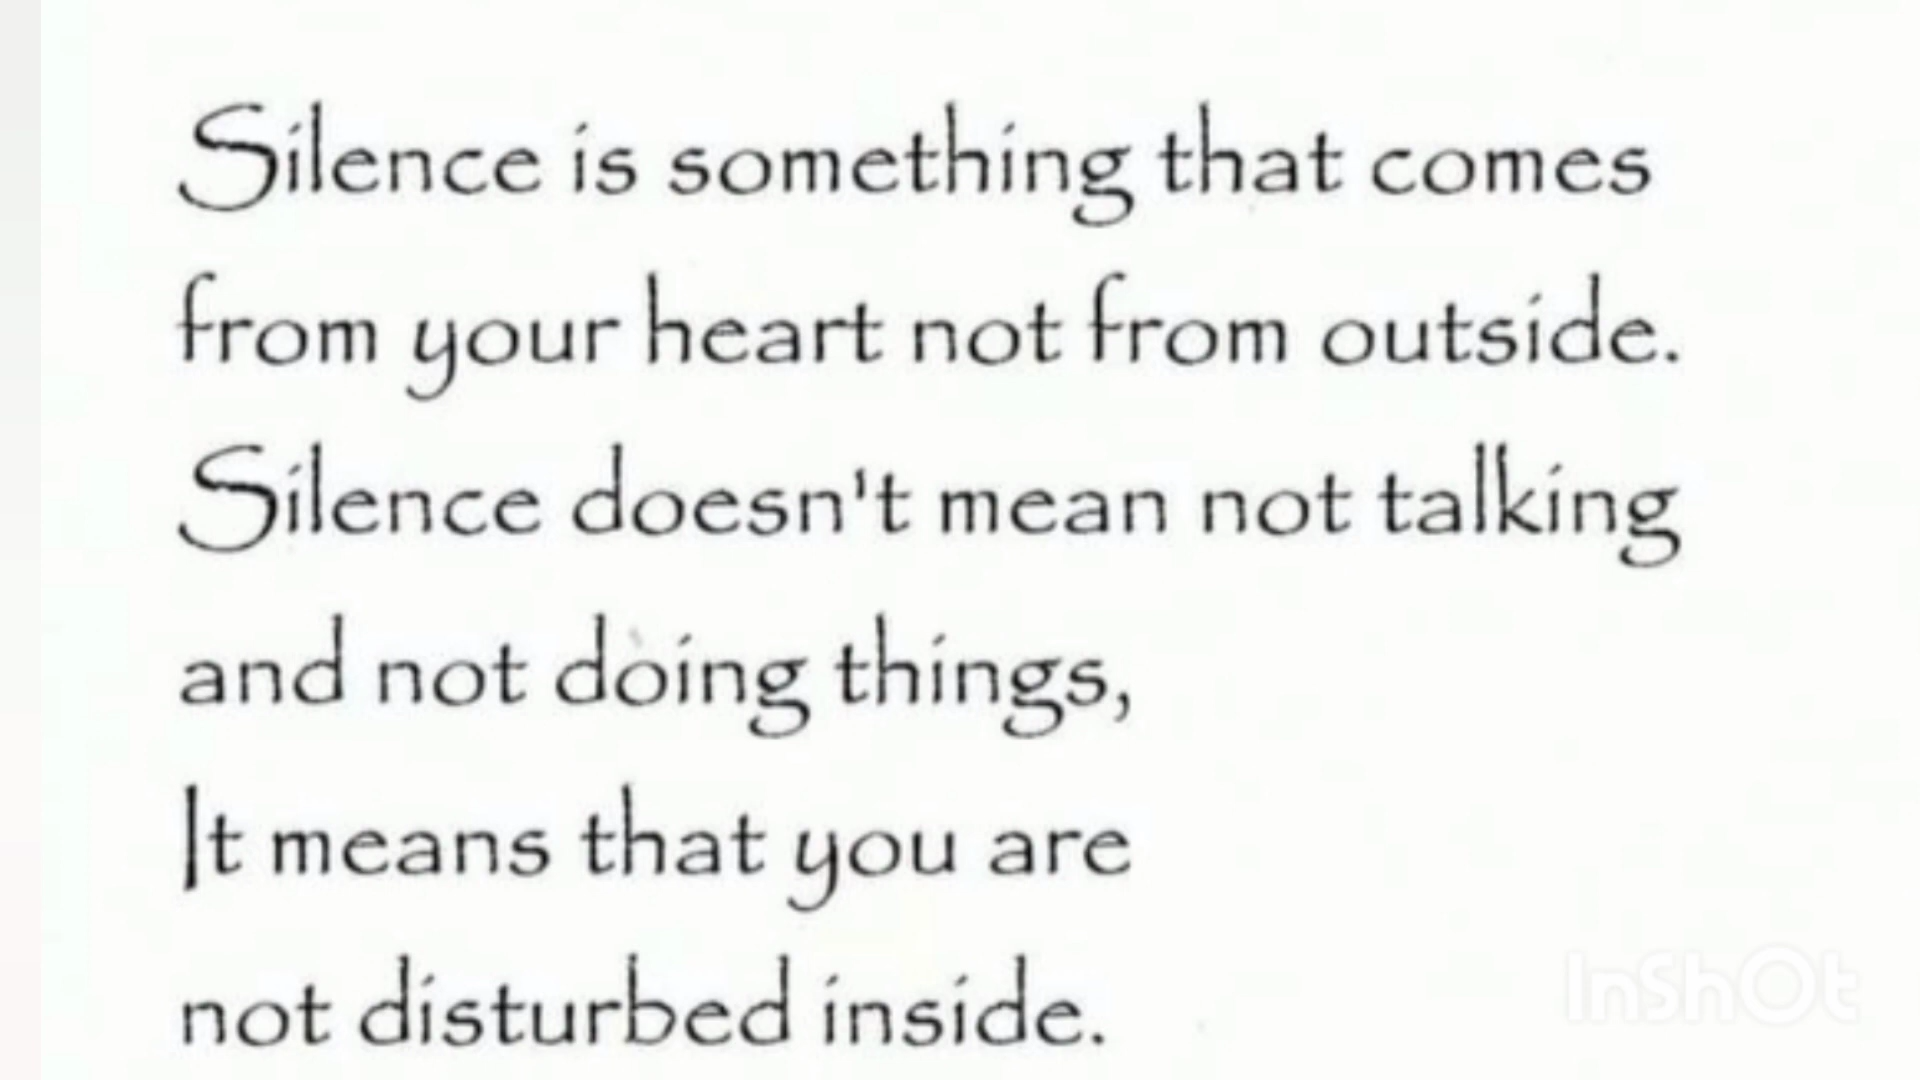 Silence is something that comes
from your heart not from outside.
Silence doesn't mean not talking
and not doing things,
It means that you are
not disturbed inside.
InShOt